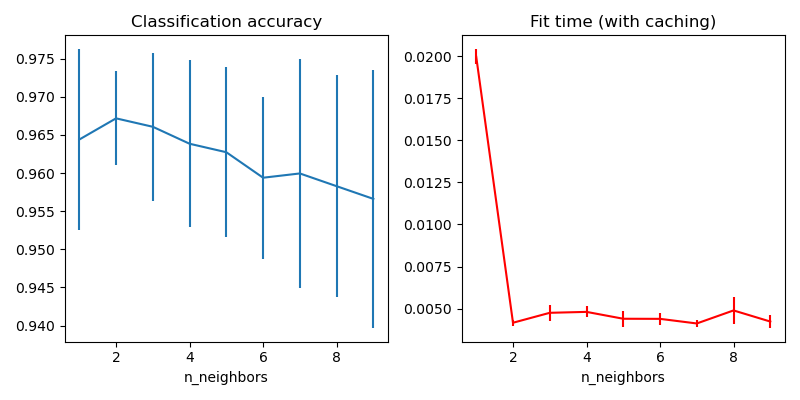 Classification accuracy
0.975
0.970
0.965
0.960
0.955
0.950
0.945
0.940
2 4 6 8
n_neighbors
Fit time (with caching)
0.0200
0.0175
0.0150
0.0125
0.0100
0.0075
0.0050
2 4 6 8
n_neighbors